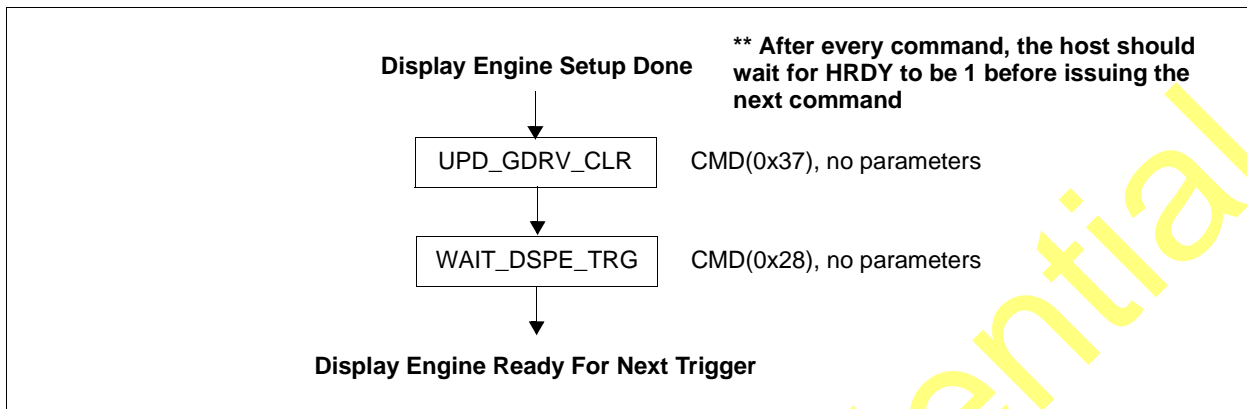 Display Engine Setup Done
** After every command, the host should
wait for HRDY to be 1 before issuing the
next command
UPD_GDRV_CLR
CMD(0x37), no parameters
WAIT_DSPE_TRG
CMD(0x28), no parameters
Display Engine Ready For Next Trigger
ential